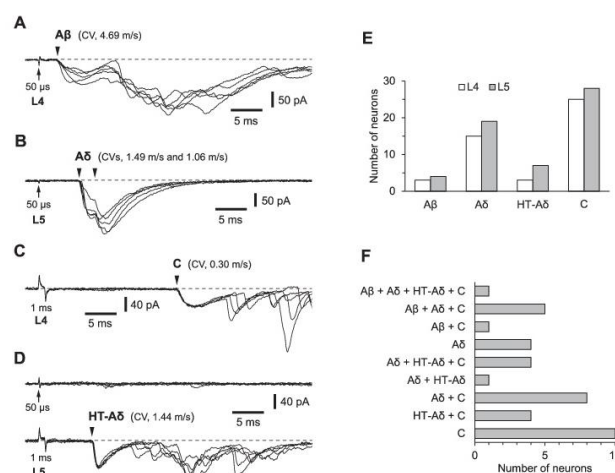 A
Aβ (CV, 4.69 m/s)
50 µs
L4
50 pA
5 ms
B
Aδ (CVs, 1.49 m/s and 1.06 m/s)
50 µs
L5
50 pA
5 ms
C
C (CV, 0.30 m/s)
1 ms
L4
5 ms
40 pA
D
50 µs
5 ms
40 pA
HT-Aδ (CV, 1.44 m/s)
1 ms
L5
E
Number of neurons
30
20
10
0
L4
L5
Aβ
Aδ
HT-Aδ
C
F
Aβ + Aδ + HT-Aδ + C
Aβ + Aδ + C
Aβ + C
Aδ
Aδ + HT-Aδ + C
Aδ + HT-Aδ
Aδ + C
HT-Aδ + C
C
0
5
Number of neurons